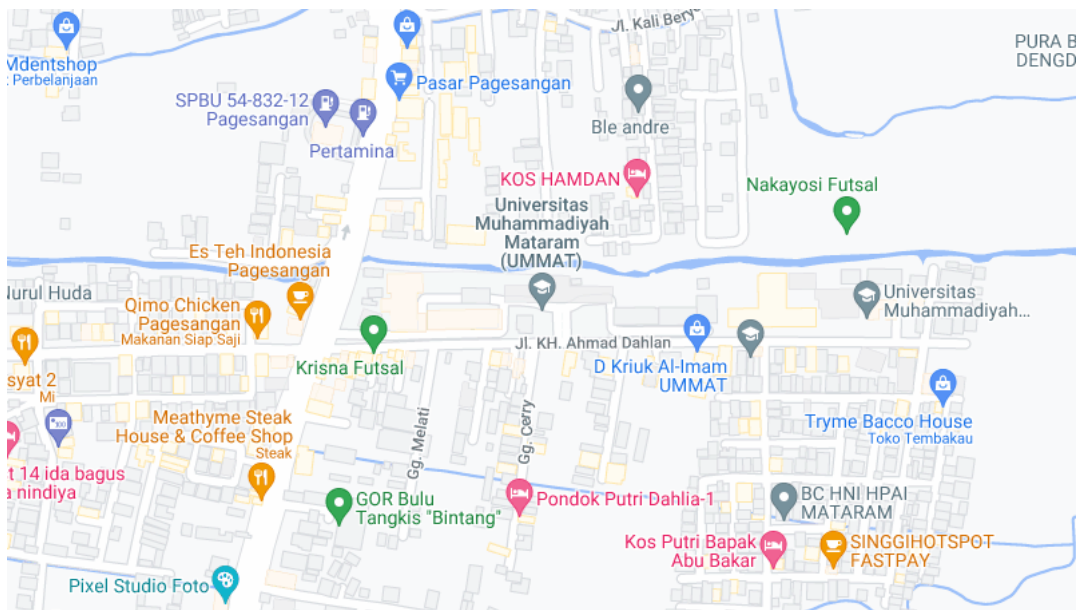 Jl. Kali Berye
PURA B
DENGD
Mdentshop
t Perbelanjaan
Pasar Pagesangan
SPBU 54-832-12
Pagesangan
Pertamina
Ble andre
KOS HAMDAN
Nakayosi Futsal
Universitas
Muhammadiyah
Mataram
(UMMAT)
Es Teh Indonesia
Pagesangan
Nurul Huda
Qimo Chicken
Pagesangan
Makanan Siap Saji
Universitas
Muhammadiyah...
Jl. KH. Ahmad Dahlan
Krisna Futsal
D Kriuk Al-Imam
UMMAT
syat 2
Mi
Meathyme Steak
House & Coffee Shop
Steak
Gg. Melati
Gg. Cerry
Tryme Bacco House
Toko Tembakau
t 14 ida bagus
a nindiya
GOR Bulu
Tangkis "Bintang"
Pondok Putri Dahlia-1
BC HNI HPAI
MATARAM
Kos Putri Bapak
Abu Bakar
SINGGIHOTSPOT
FASTPAY
Pixel Studio Foto